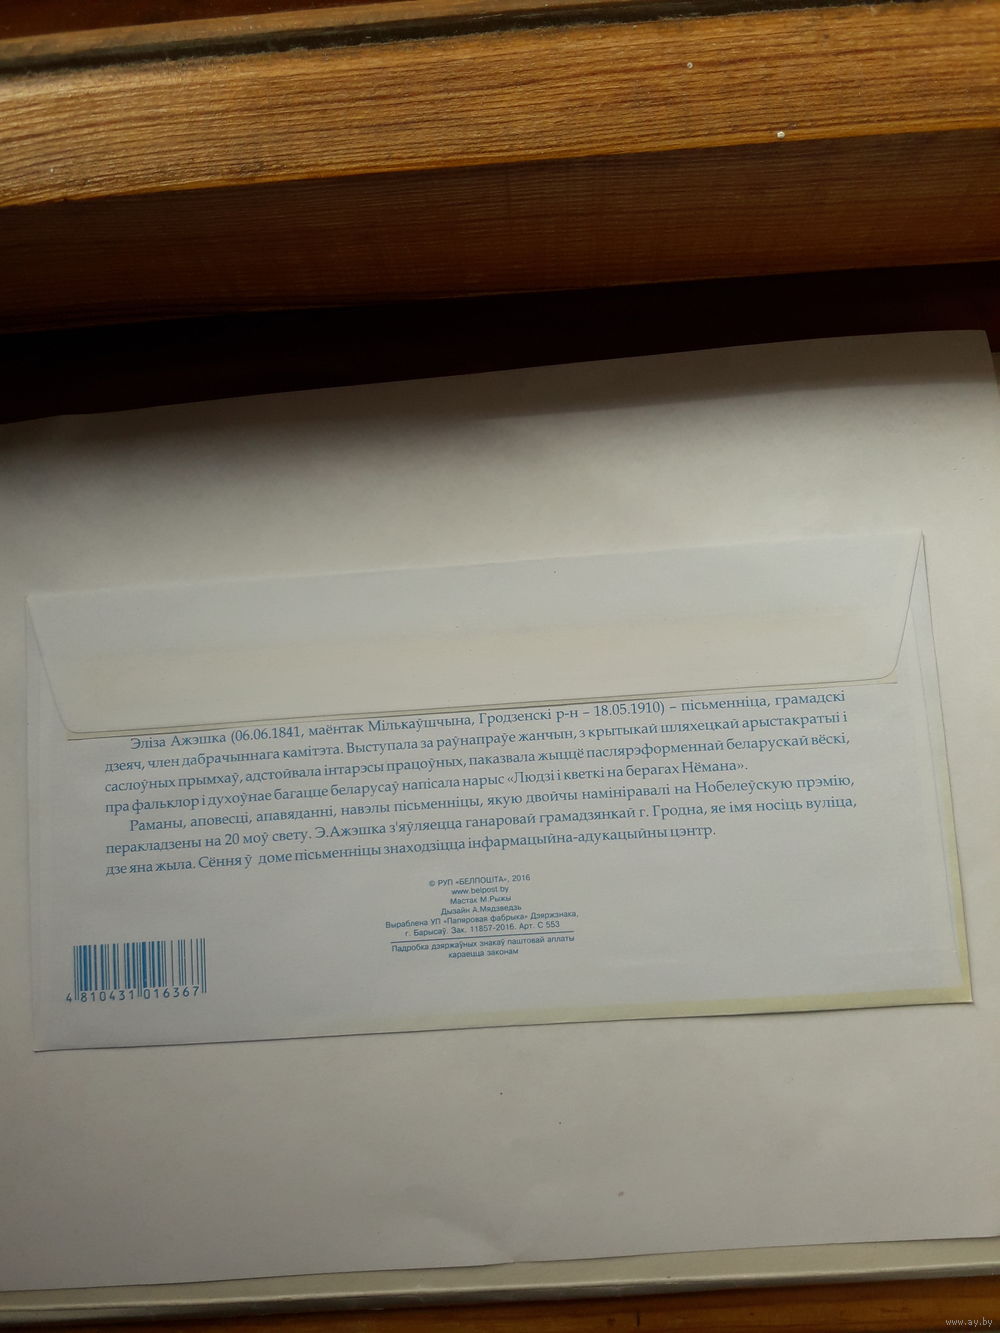 Эліза Ажэшка (06.06.1841, маёнтак Мількаўшчына, Гродзенскі р-н – 18.05.1910) – пісьменніца, грамадскі
дзеяч, член дабрачыннага камітэта. Выступала за раўнапраўе жанчын, з крытыкай шляхецкай арыстакратыі і
саслоўных прымхаў, адстойвала інтарэсы працоўных, паказвала жыццё паслярэформеннай беларускай вёскі,
пра фальклор і духоўнае багацце беларусаў напісала нарыс «Людзі і кветкі на берагах Нёмана».
Раманы, аповесці, апавяданні, навэлы пісьменніцы, якую двойчы намініравалі на Нобелеўскую прэмію,
перакладзены на 20 моў свету. Э.Ажэшка з'яўляецца ганаровай грамадзянкай г. Гродна, яе імя носіць вуліца,
дзе яна жыла. Сёння ў доме пісьменніцы знаходзіцца інфармацыйна-адукацыйны цэнтр.
© РУП «БЕЛПОШТА», 2016
www.belpost.by
Мастак М.Рыжы
Дызайн А.Мядзведзь
Выраблена УП «Папяровая фабрыка» Дзяржзнака,
г. Барысаў. Зак. 11857-2016. Арт. С 553
Падробка дзяржаўных знакаў паштовай аплаты
караецца законам
4 810431 016367
www.ay.by